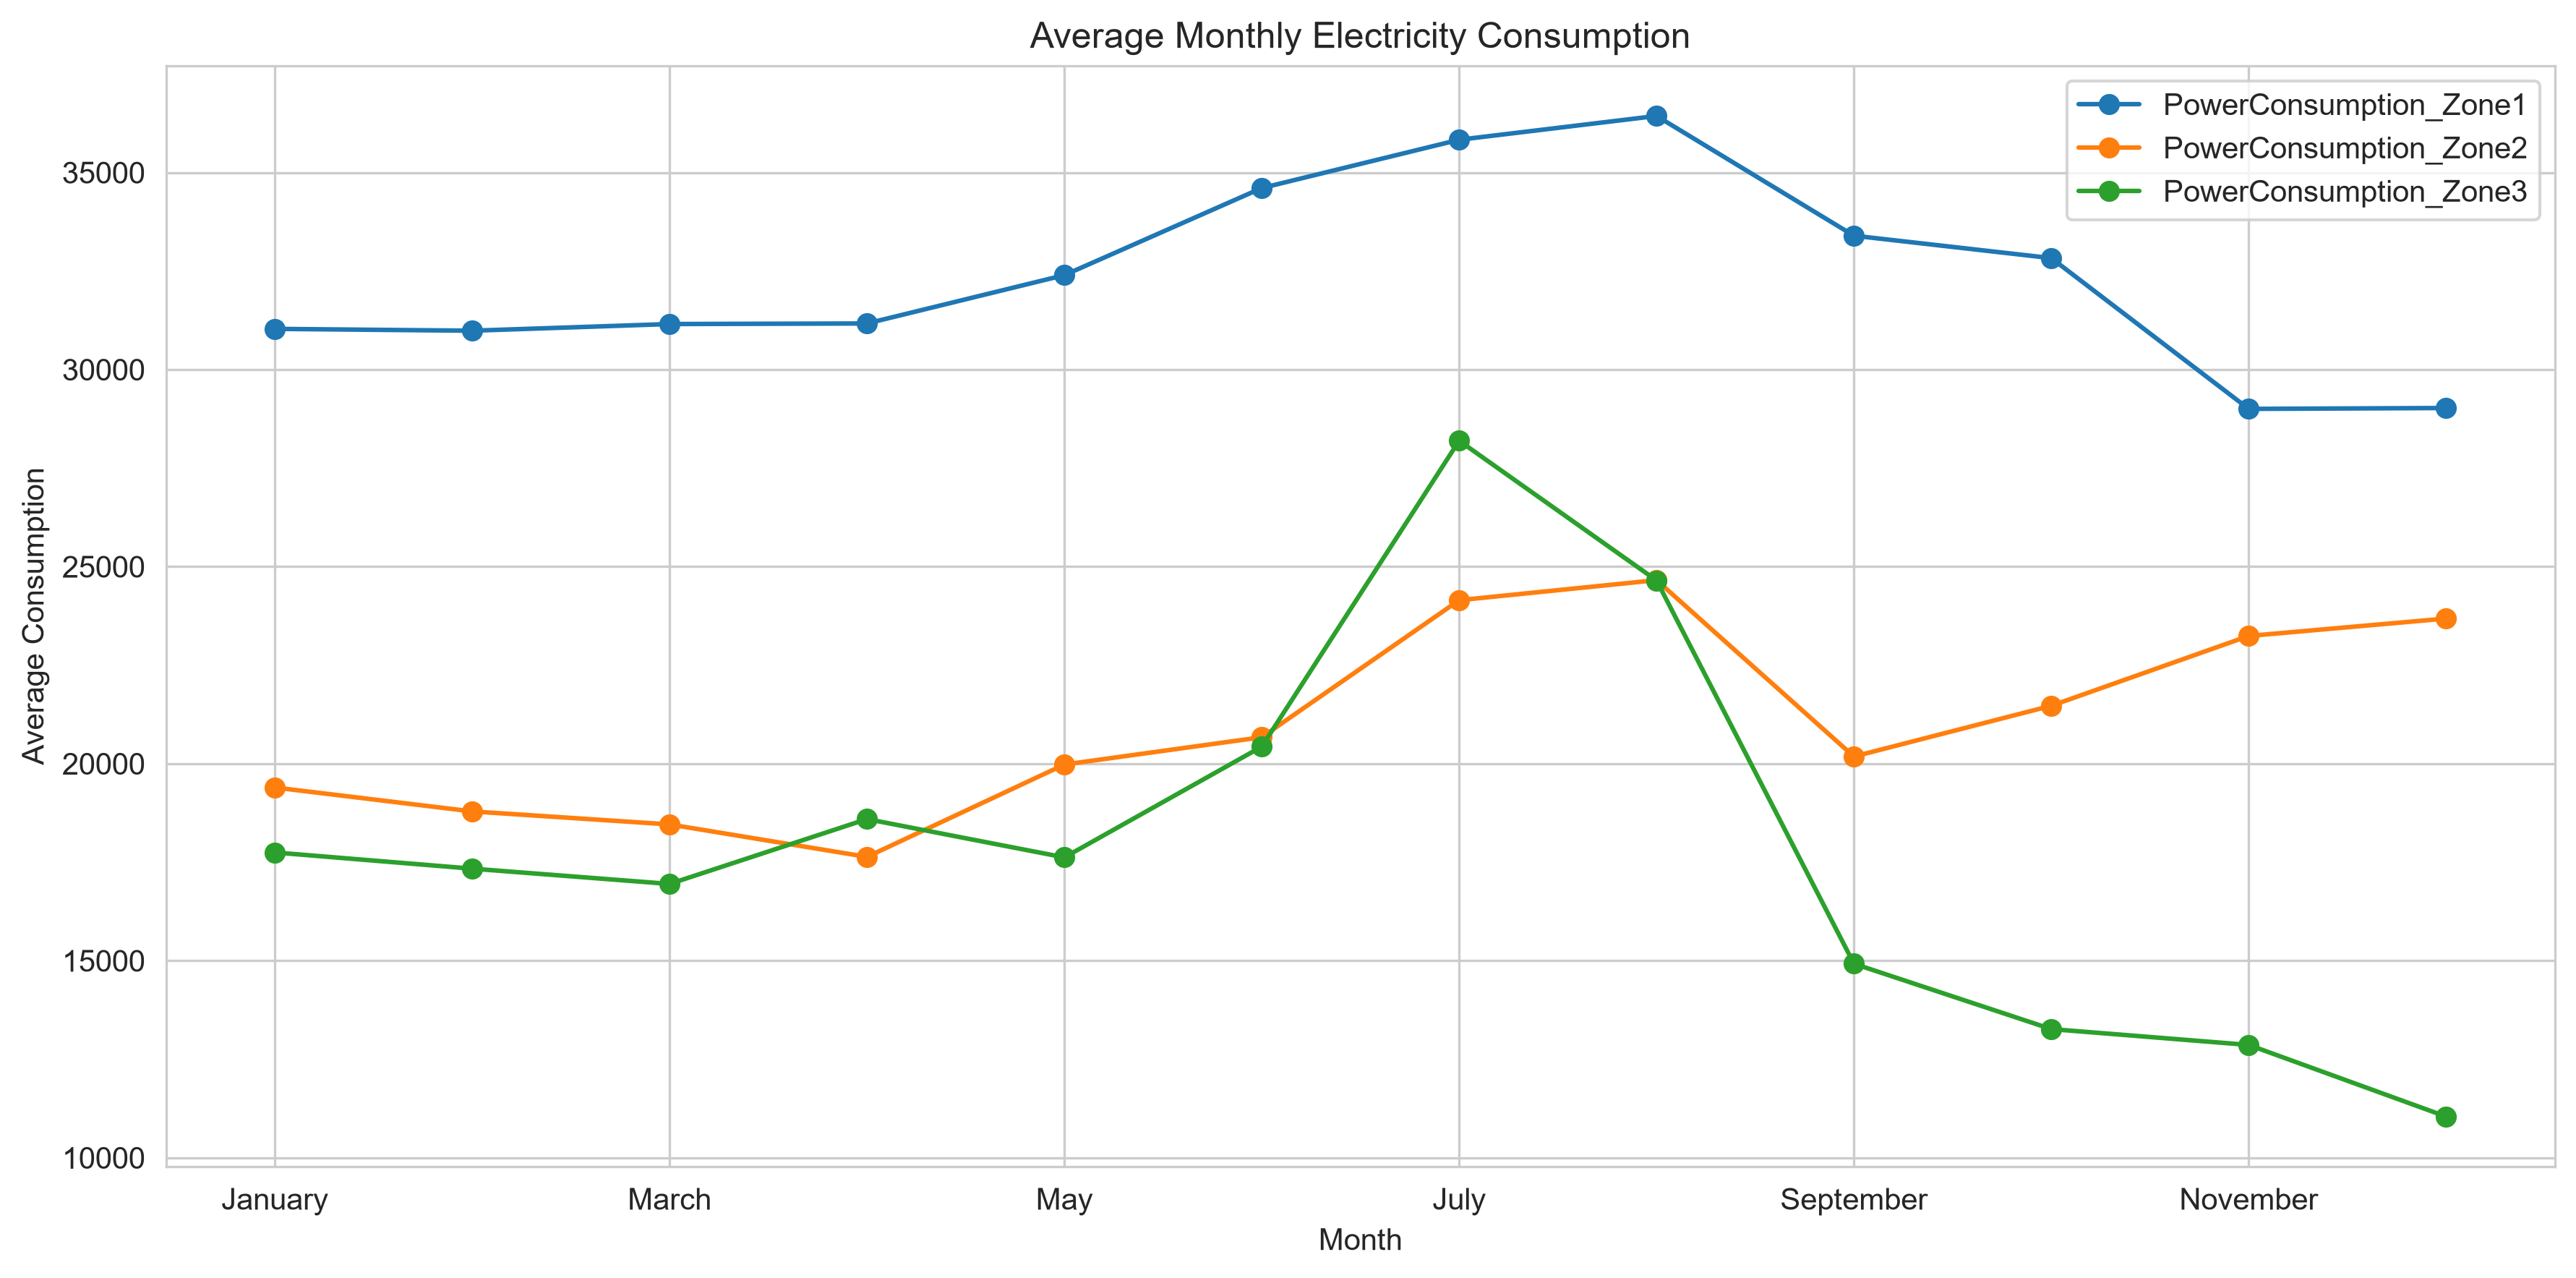 Average Monthly Electricity Consumption
PowerConsumption_Zone1
PowerConsumption_Zone2
PowerConsumption_Zone3
Average Consumption
35000
30000
25000
20000
15000
10000
January March May July September November
Month